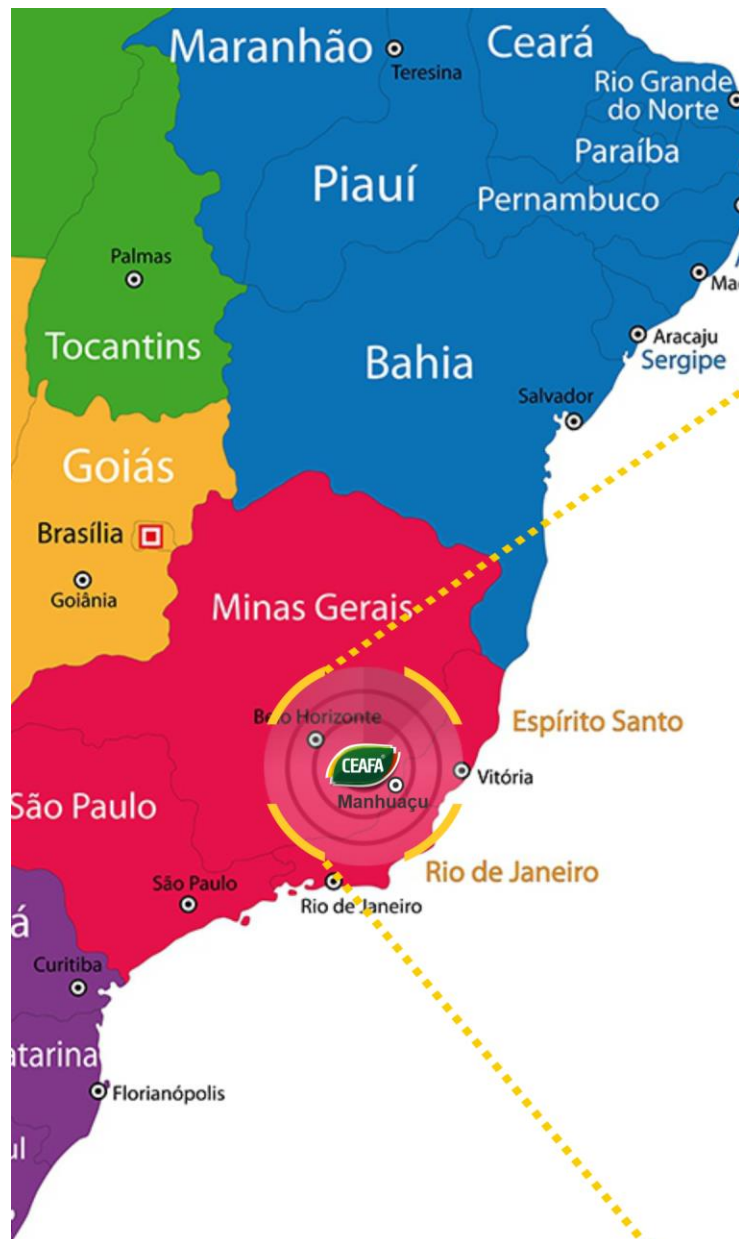 Maranhão
Teresina
Ceará
Rio Grande
do Norte
Paraíba
Piauí
Pernambuco
Palmas
Tocantins
Bahia
Aracaju
Sergipe
Salvador
Goiás
Brasília
Goiânia
Minas Gerais
Belo Horizonte
Espírito Santo
CEAFA
Manhuaçu
Vitória
São Paulo
Rio de Janeiro
São Paulo
Rio de Janeiro
á
Curitiba
atarina
Florianópolis
ul